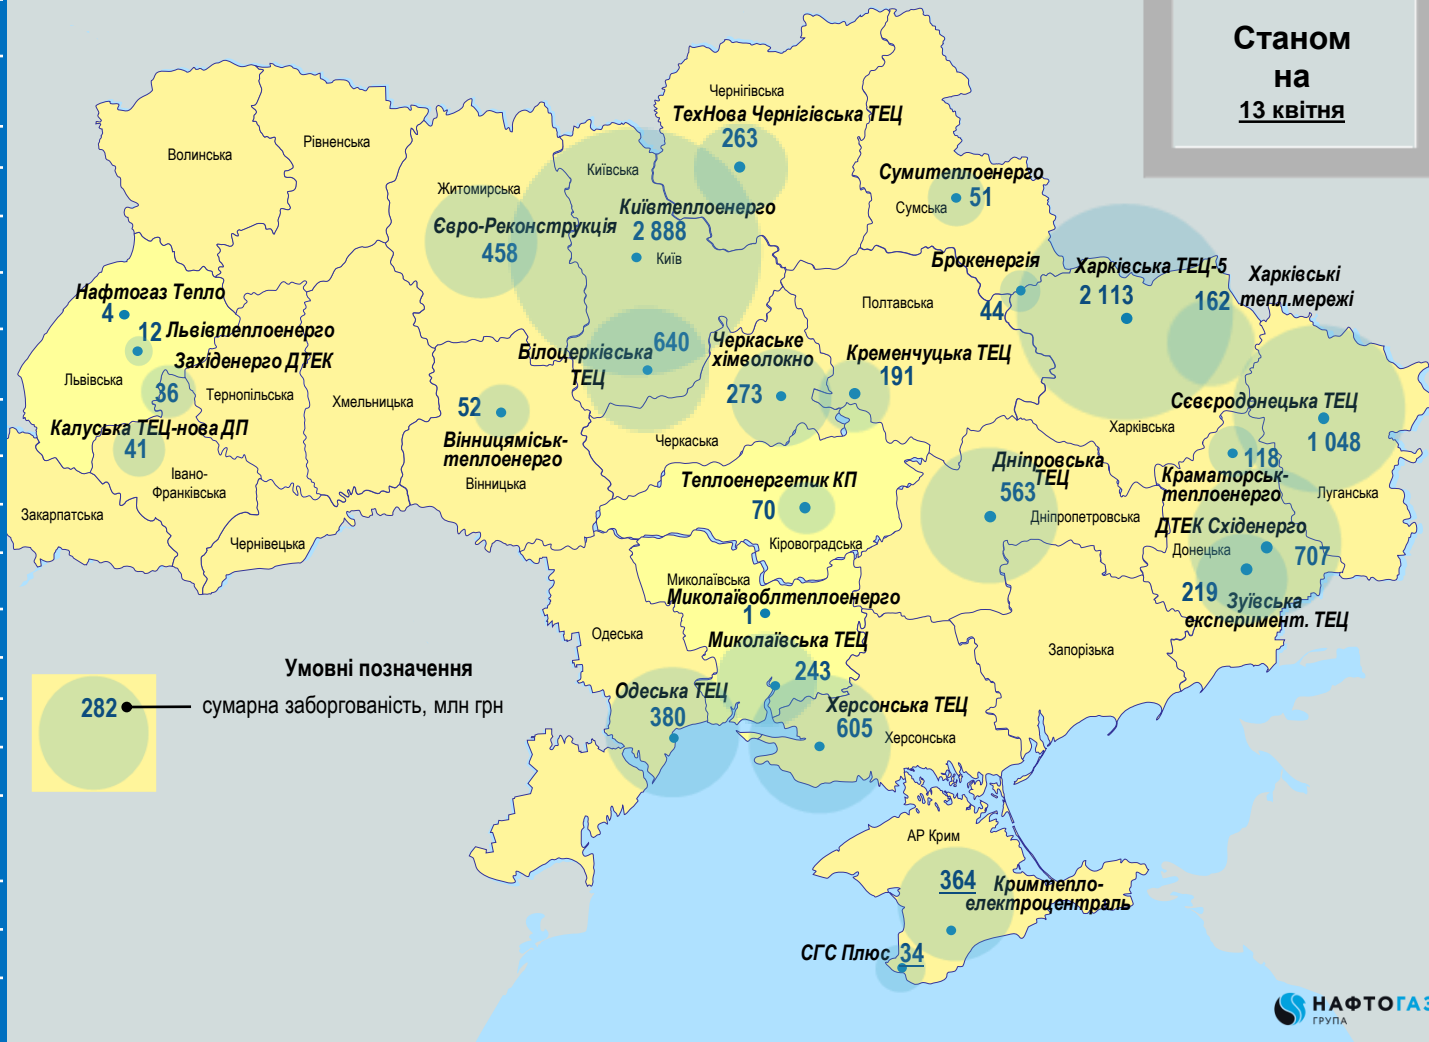 Станом
на
13 квітня
Чернігівська
ТехНова Чернігівська ТЕЦ
263
Волинська
Рівненська
Київська
Житомирська
Сумитеплоенерго
Сумська
51
Київтеплоенерго
2 888
Київ
Євро-Реконструкція
458
Брокенергія
44
Харківська ТЕЦ-5
2 113
162
Харківські
тепл.мережі
Нафтогаз Тепло
4
12
Львівтеплоенерго
Західенерго ДТЕК
Львівська
36
Тернопільська
Хмельницька
Калуська ТЕЦ-нова ДП
41
Івано-
Франківська
Закарпатська
Чернівецька
Полтавська
Білоцерківська
ТЕЦ
640
Черкаське
хімволокно
273
Кременчуцька ТЕЦ
191
52
Вінницяміськ-
теплоенерго
Вінницька
Черкаська
Харківська
Сєвєродонецька ТЕЦ
1 048
118
Краматорськ-
теплоенерго
Луганська
Теплоенергетик КП
70
Кіровоградська
Дніпровська
ТЕЦ
563
Дніпропетровська
ДТЕК Східенерго
Донецька
707
219
Зуївська
експеримент. ТЕЦ
Миколаївська
Миколаївоблтеплоенерго
1
Миколаївська ТЕЦ
243
Одеська
Запорізька
Одеська ТЕЦ
380
Херсонська ТЕЦ
605
Херсонська
Умовні позначення
282
сумарна заборгованість, млн грн
АР Крим
364
Кримтепло-
електроцентраль
СГС Плюс
34
НАФТОГАЗ
ГРУПА